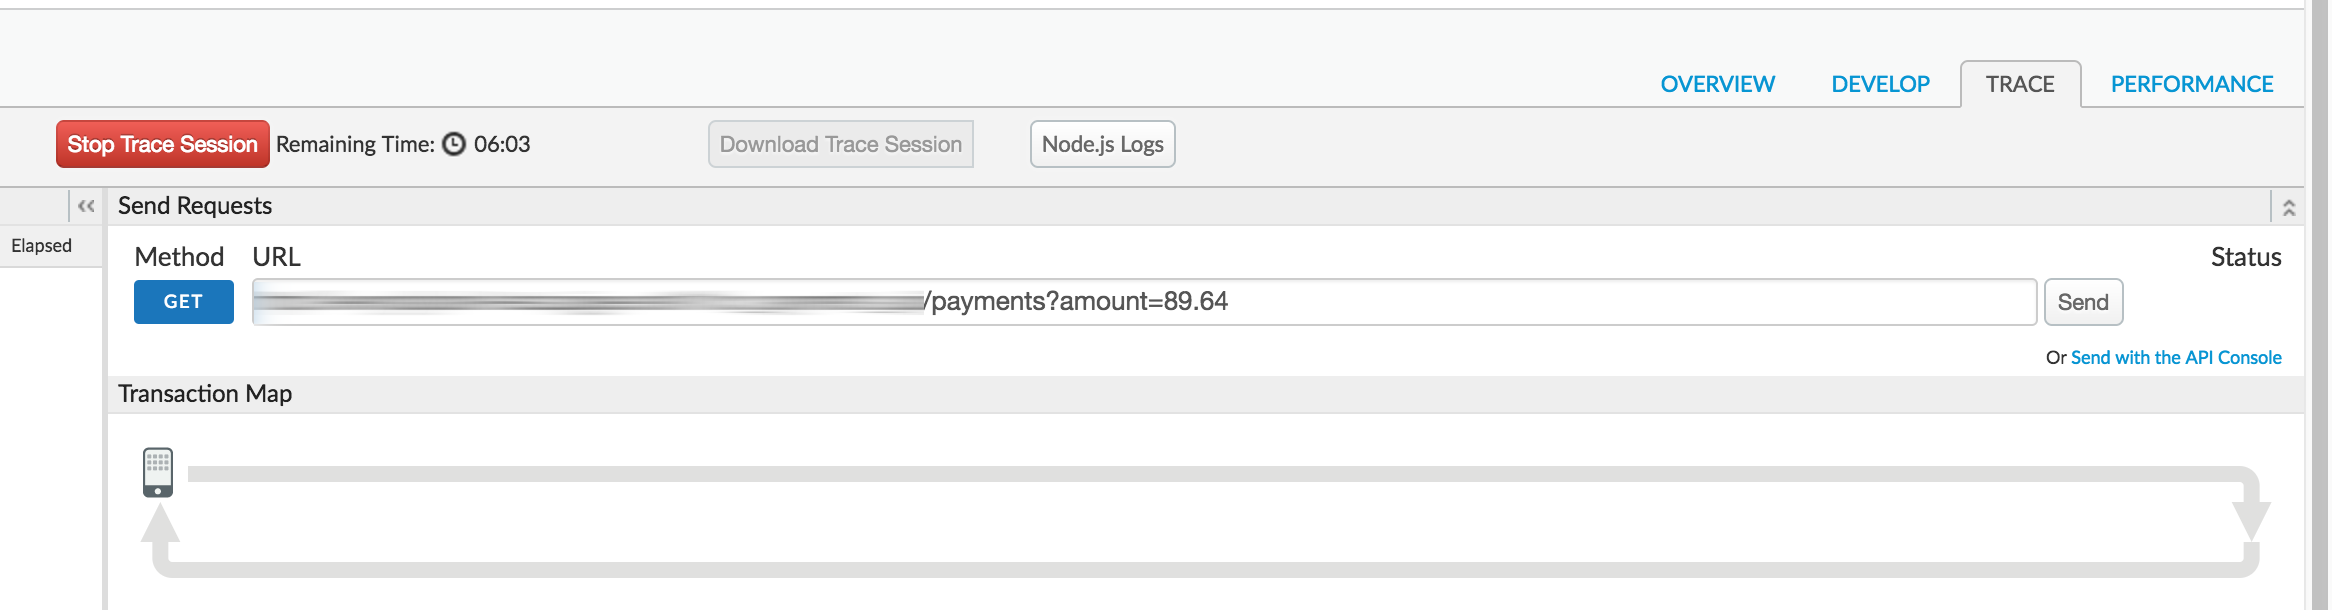 OVERVIEW DEVELOP TRACE PERFORMANCE
Stop Trace Session Remaining Time: 06:03 Download Trace Session Node.js Logs
Send Requests
Elapsed
Method URL Status
GET /payments?amount=89.64 Send
Or Send with the API Console
Transaction Map